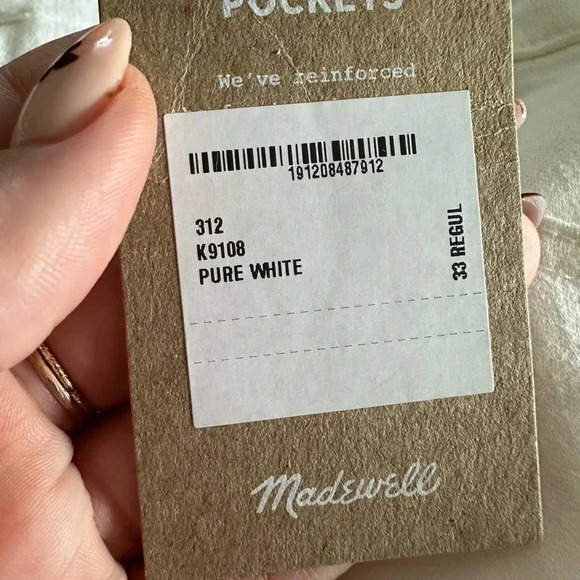 POCKETS
We've reinforced
191208487912
312
K9108
PURE WHITE
33 REGUL
Madewell